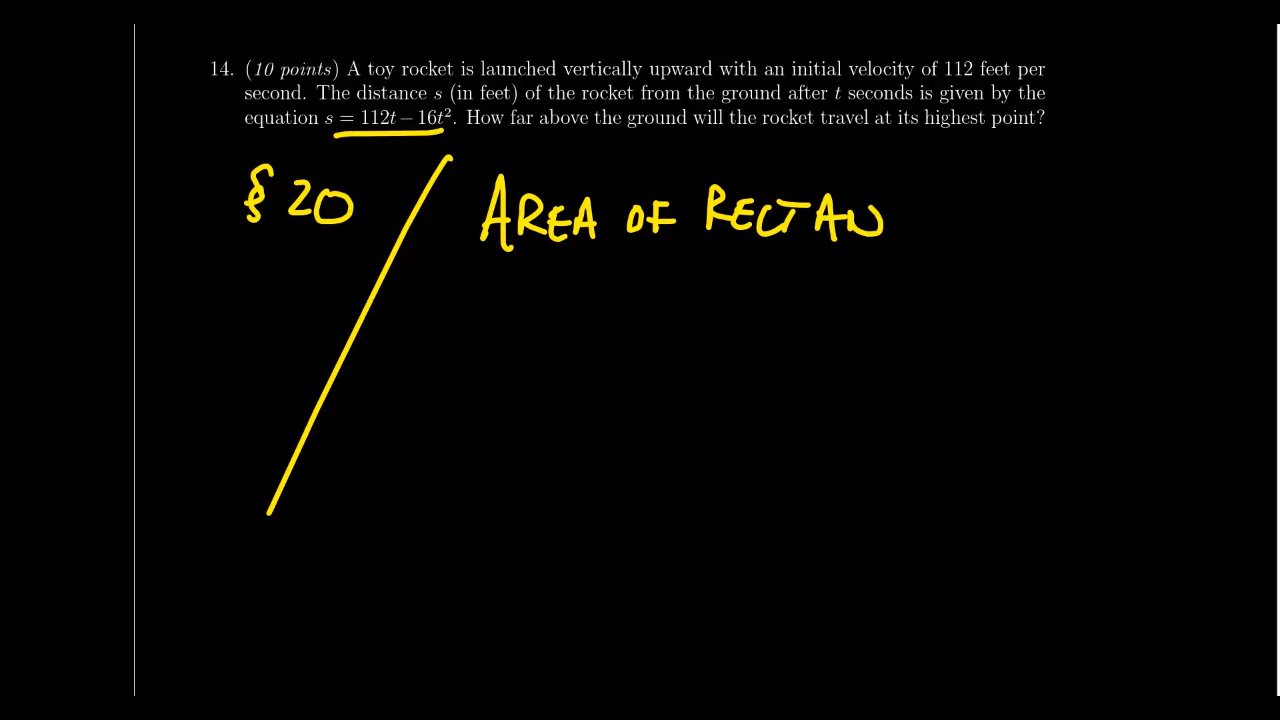 14. (10 points) A toy rocket is launched vertically upward with an initial velocity of 112 feet per
second. The distance s (in feet) of the rocket from the ground after t seconds is given by the
equation s = 112t − 16t². How far above the ground will the rocket travel at its highest point?
§ 20
AREA OF RECTAN